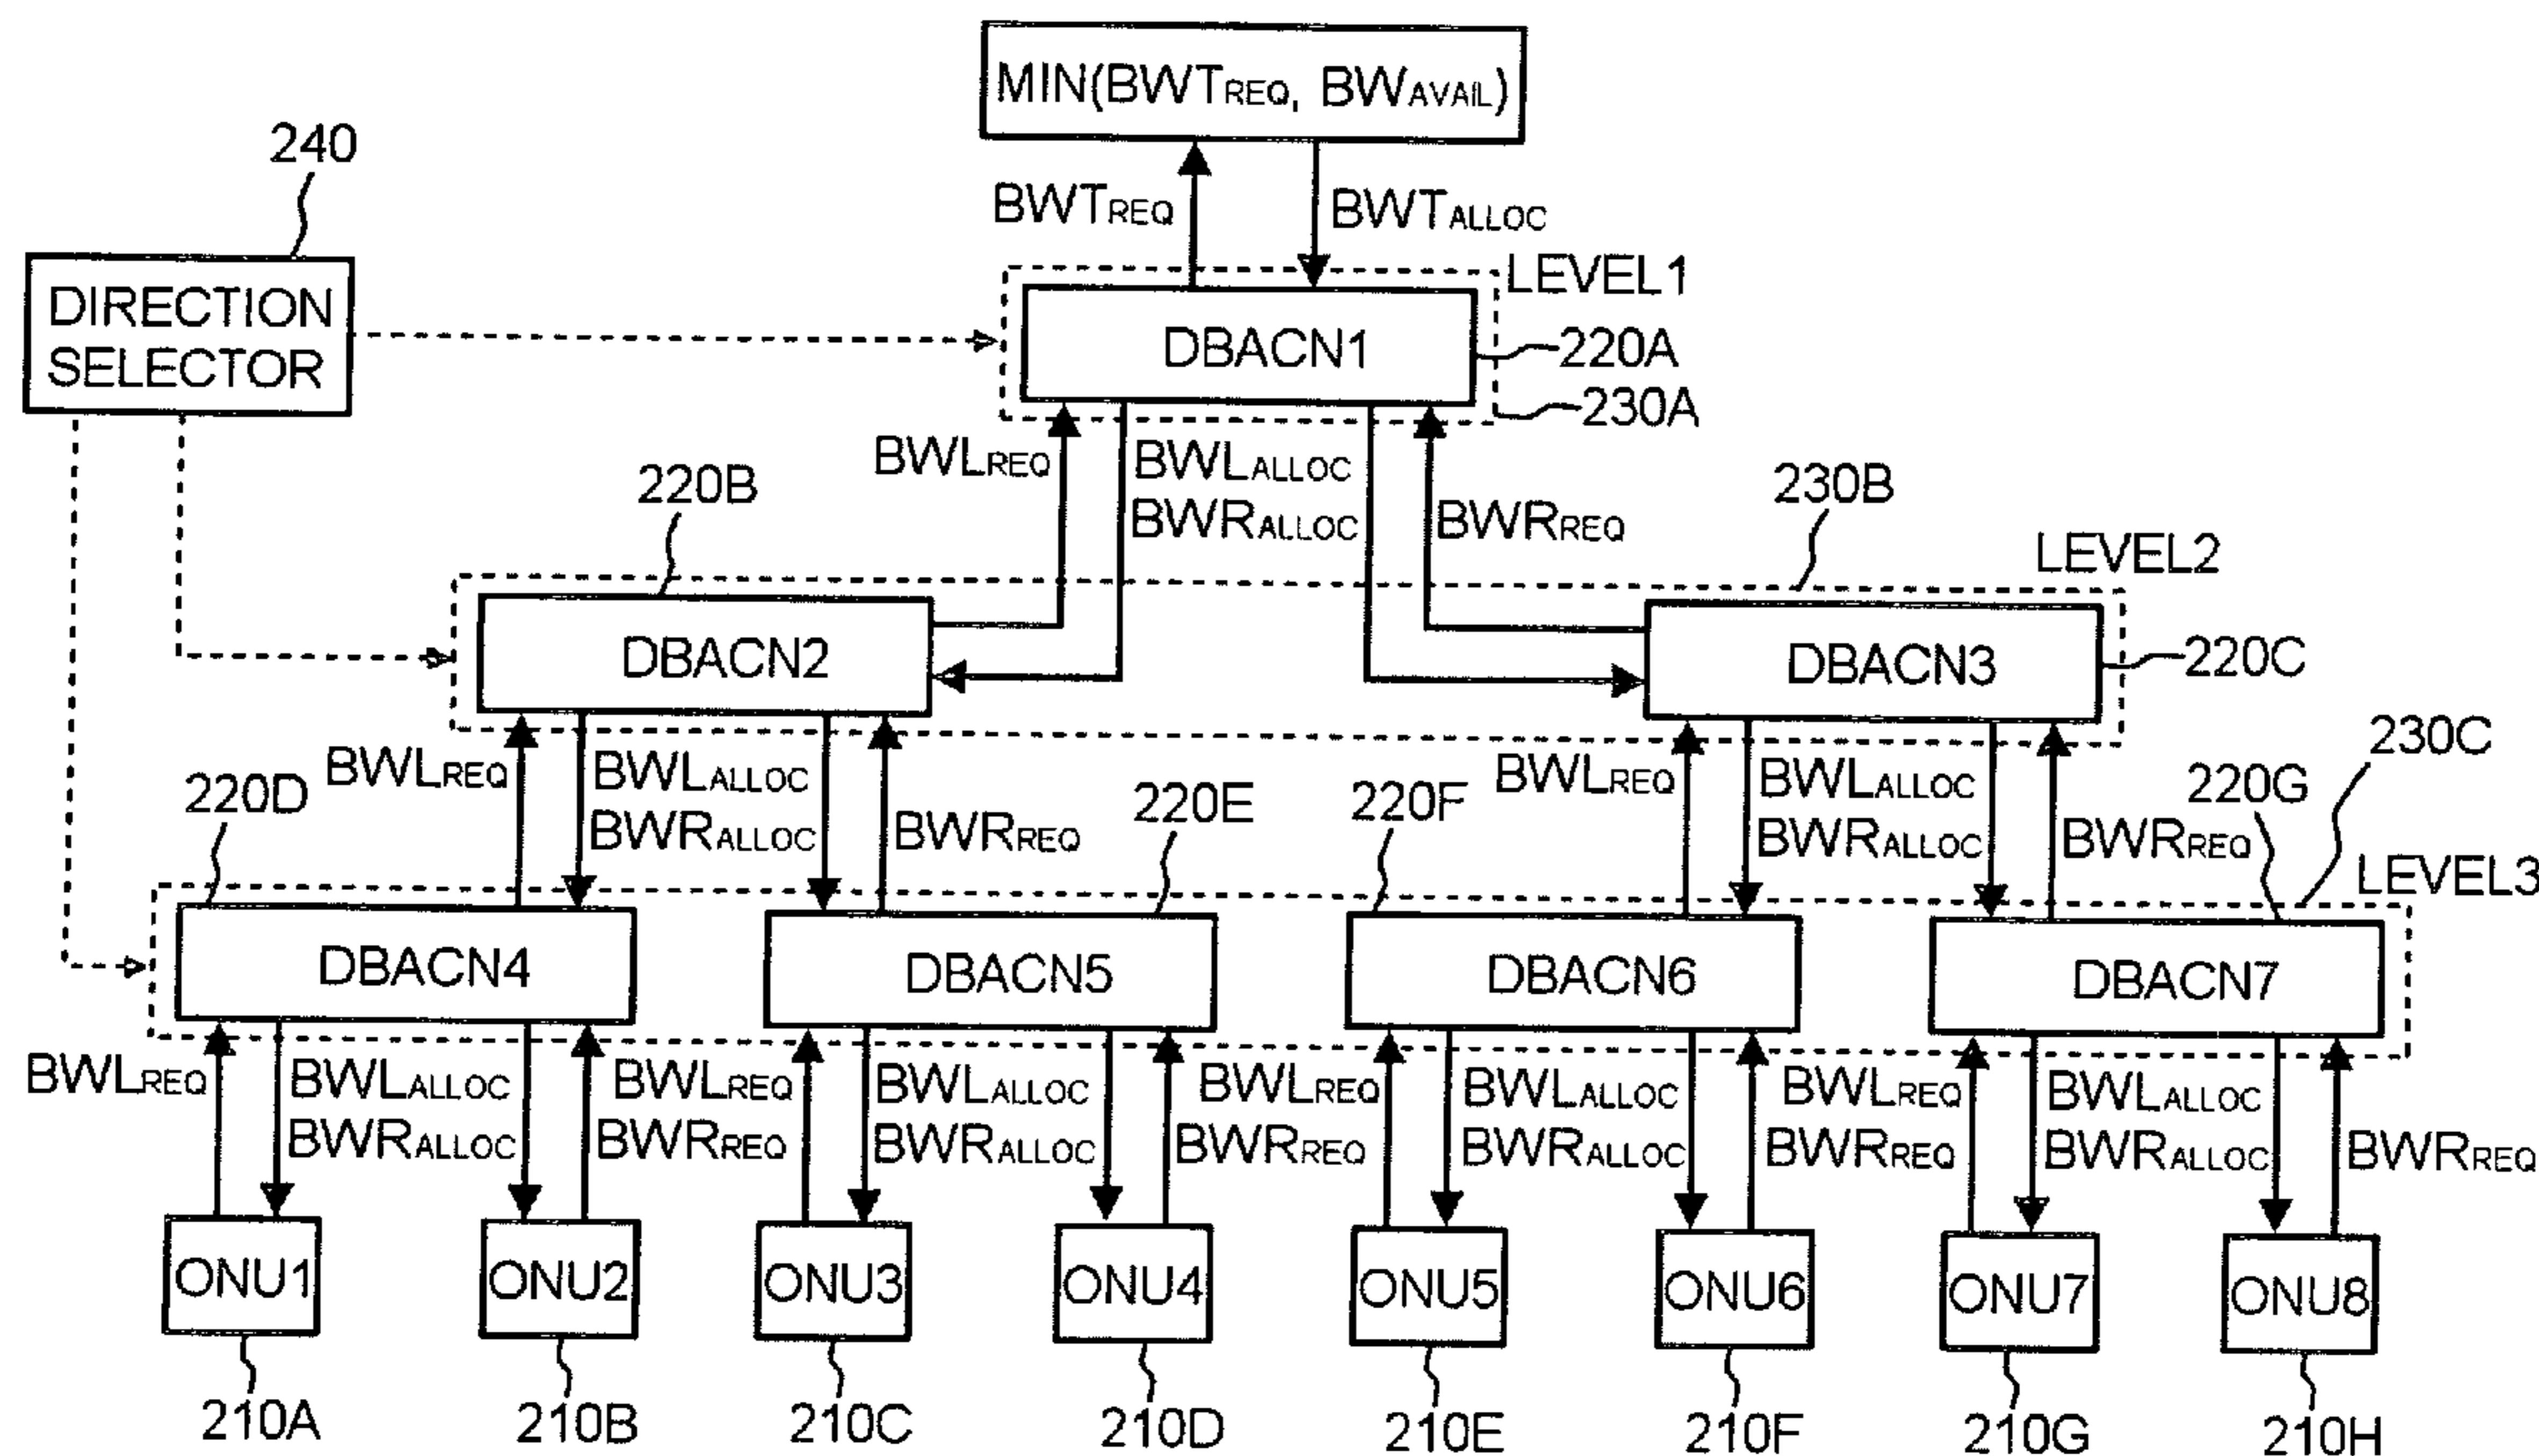 MIN(BWTREQ, BWAVAIL)
240
BWTREQ
BWTALLOC
DIRECTION
SELECTOR
LEVEL1
DBACN1
220A
230A
BWLREQ
BWLALLOC
BWRALLOC
BWRREQ
220B
230B
LEVEL2
DBACN2
DBACN3
220C
230C
BWLREQ
BWLALLOC
BWRALLOC
BWRREQ
BWLREQ
BWLALLOC
BWRALLOC
BWRREQ
220D
220E
220F
220G
LEVEL3
DBACN4
DBACN5
DBACN6
DBACN7
BWLREQ
BWLALLOC
BWRALLOC
BWLREQ
BWRREQ
BWLALLOC
BWRALLOC
BWLREQ
BWRREQ
BWLALLOC
BWRALLOC
BWLREQ
BWRREQ
BWLALLOC
BWRALLOC
BWRREQ
ONU1
ONU2
ONU3
ONU4
ONU5
ONU6
ONU7
ONU8
210A
210B
210C
210D
210E
210F
210G
210H